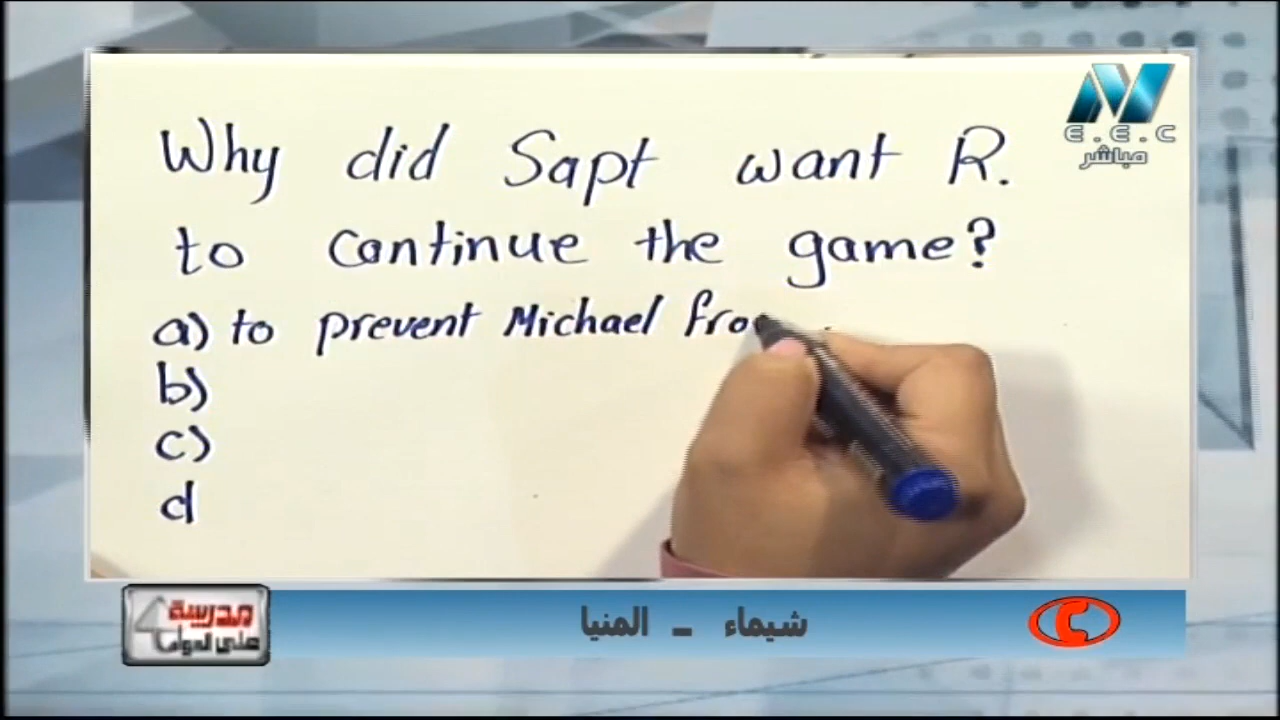 Why did Sapt want R.
to continue the game?
a) to prevent Michael fro
b)
c)
d
E.E.C
مباشر
مدرسة
على الهواء
شيماء - المنيا